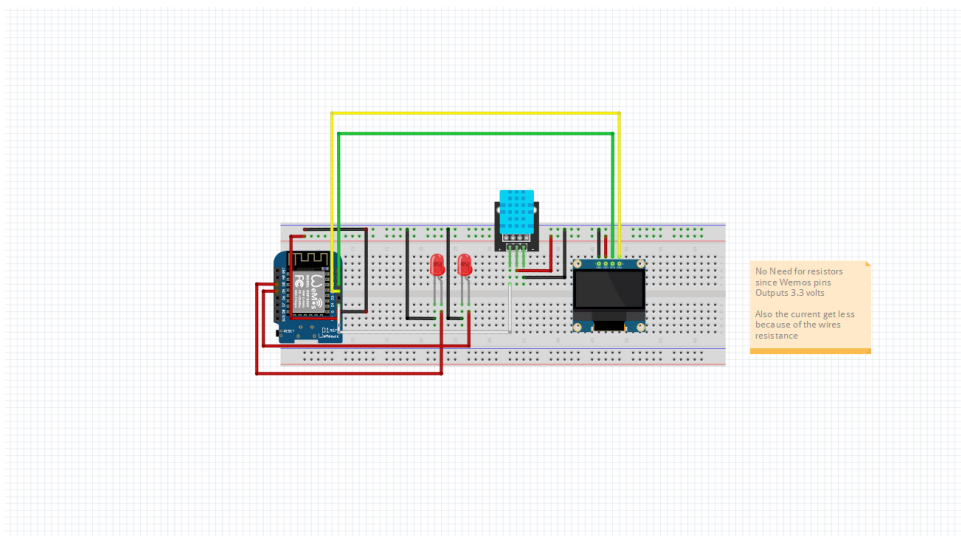 No Need for resistors
since Wemos pins
Outputs 3.3 volts
Also the current get less
because of the wires
resistance